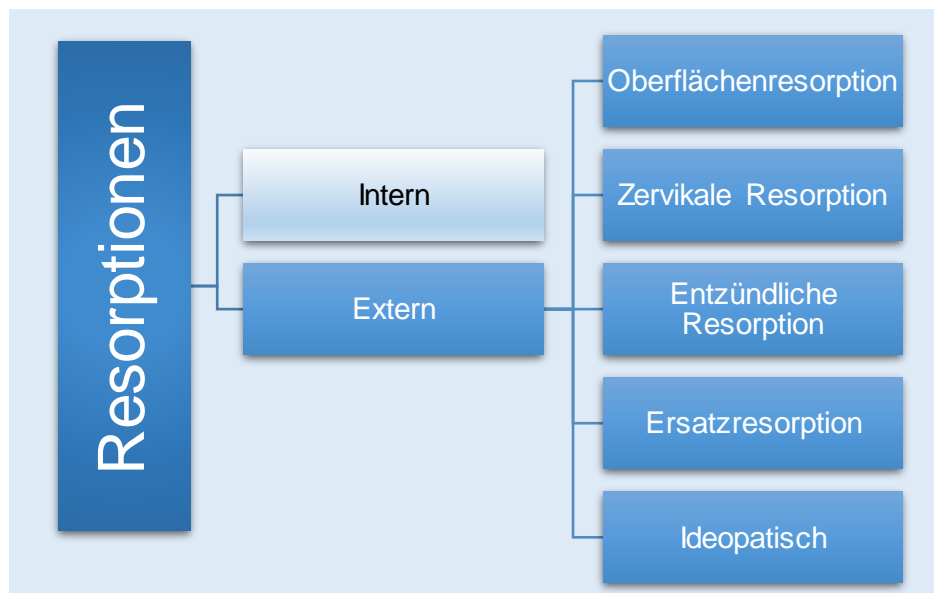 Resorptionen
Intern
Extern
Oberflächenresorption
Zervikale Resorption
Entzündliche
Resorption
Ersatzresorption
Ideopatisch